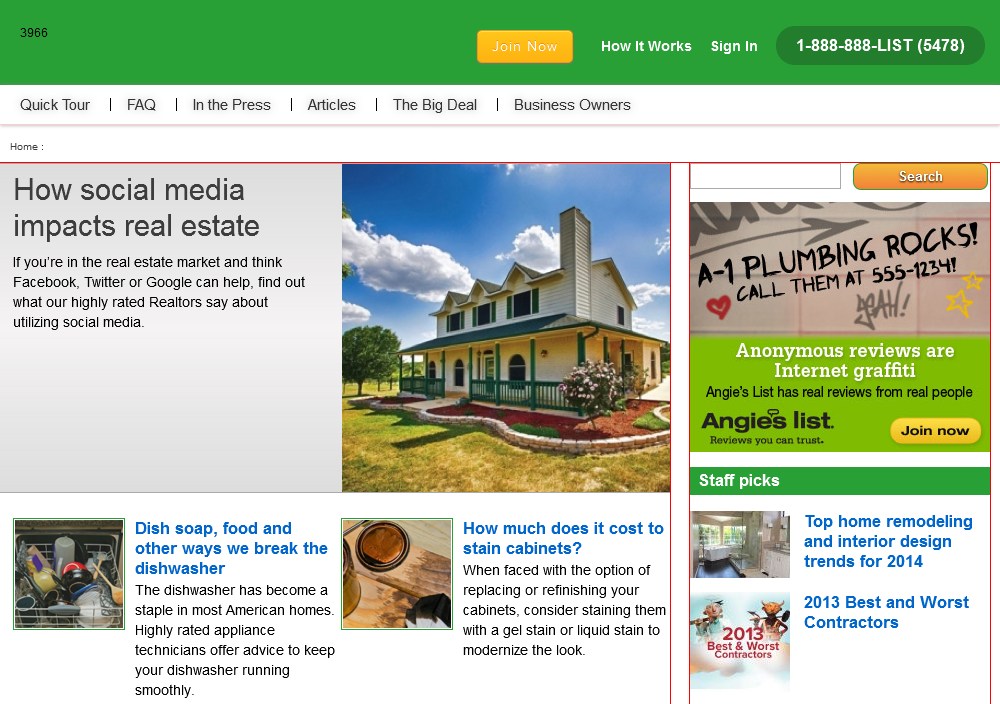 3966
Join Now
How It Works
Sign In
1-888-888-LIST (5478)
Quick Tour
FAQ
In the Press
Articles
The Big Deal
Business Owners
Home :
How social media
impacts real estate
If you're in the real estate market and think
Facebook, Twitter or Google can help, find out
what our highly rated Realtors say about
utilizing social media.
Search
A-1 PLUMBING ROCKS!
CALL THEM AT 555-1234!
YEAH!
Anonymous reviews are
Internet graffiti
Angie's List has real reviews from real people
Angie's list.
Reviews you can trust.
Join now
Staff picks
Top home remodeling
and interior design
trends for 2014
2013 Best and Worst
Contractors
2013
Best & Worst
Contractors
Dish soap, food and
other ways we break the
dishwasher
The dishwasher has become a
staple in most American homes.
Highly rated appliance
technicians offer advice to keep
your dishwasher running
smoothly.
How much does it cost to
stain cabinets?
When faced with the option of
replacing or refinishing your
cabinets, consider staining them
with a gel stain or liquid stain to
modernize the look.